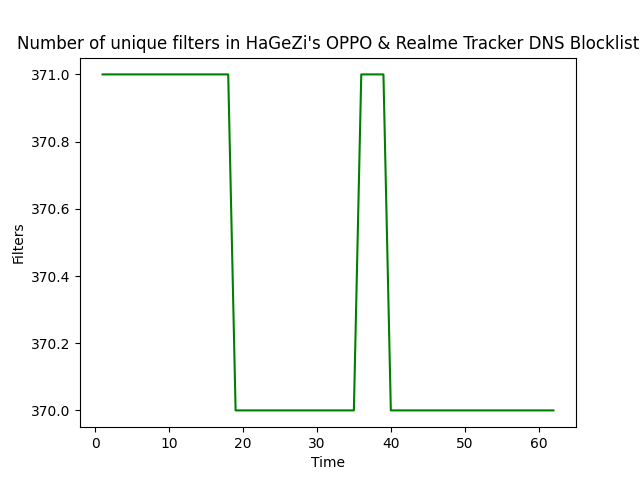 Number of unique filters in HaGeZi's OPPO & Realme Tracker DNS Blocklist
371.0
370.8
370.6
370.4
370.2
370.0
Filters
0 10 20 30 40 50 60
Time